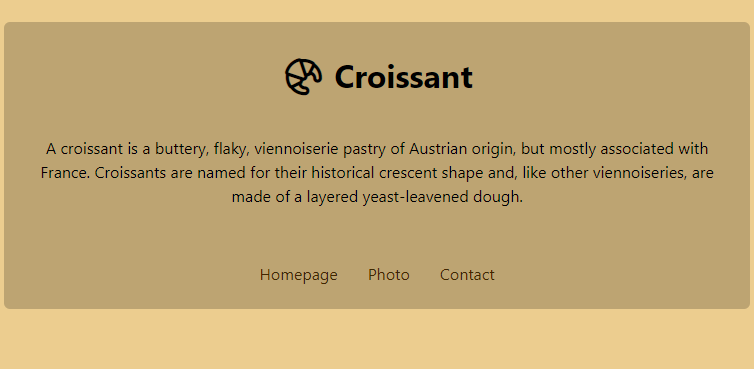 Croissant
A croissant is a buttery, flaky, viennoiserie pastry of Austrian origin, but mostly associated with
France. Croissants are named for their historical crescent shape and, like other viennoiseries, are
made of a layered yeast-leavened dough.
Homepage Photo Contact